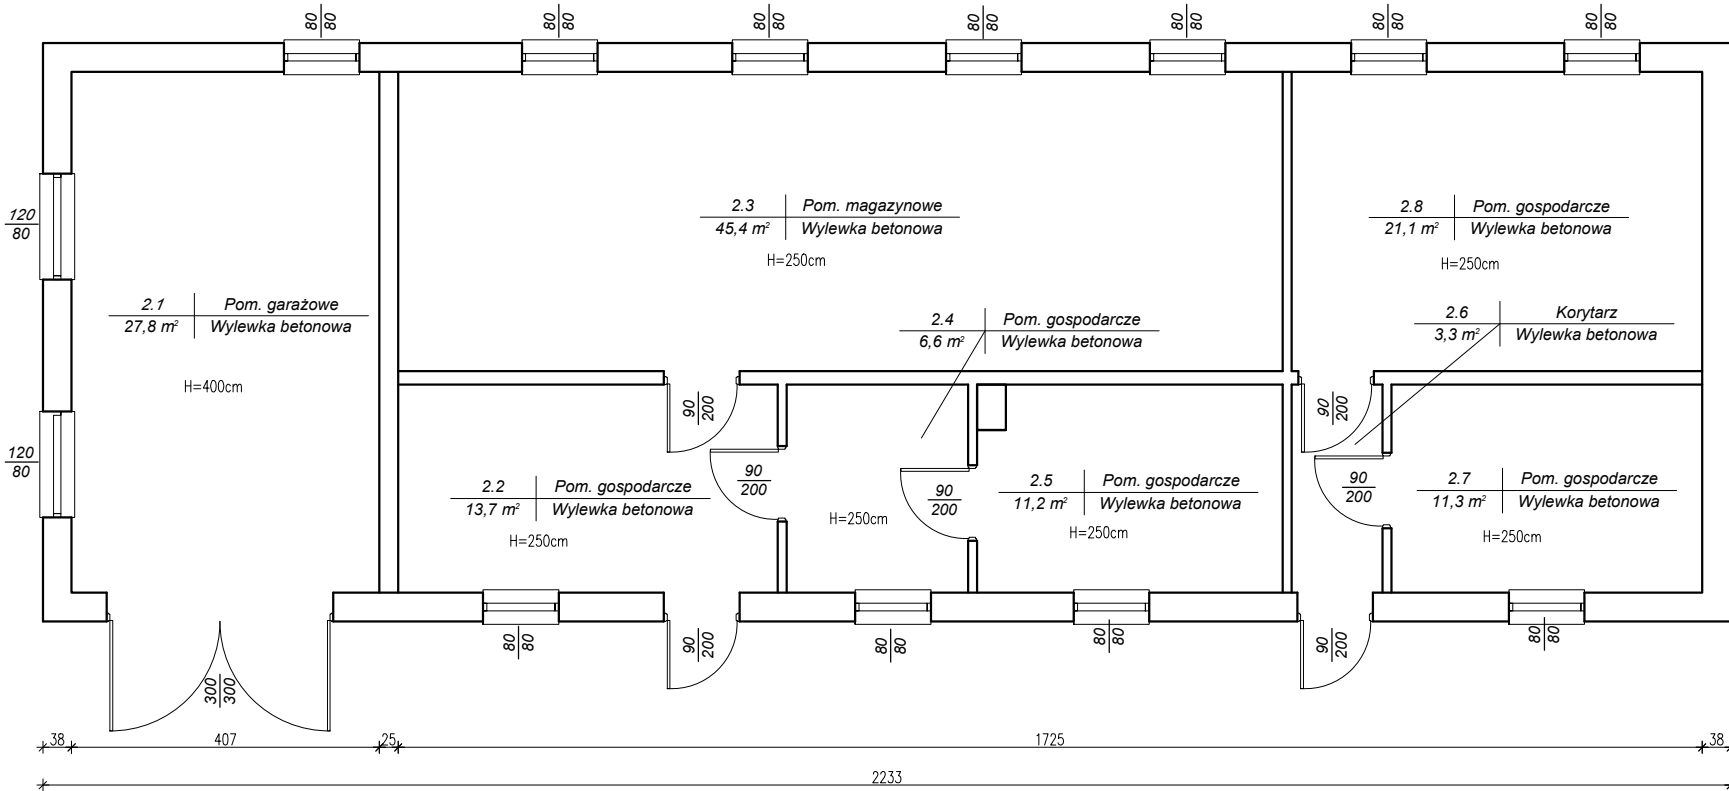 80 80 80 80 80 80 80
80 80 80 80 80 80 80
120
80
2.3 Pom. magazynowe
45,4 m² Wylewka betonowa
H=250cm
2.8 Pom. gospodarcze
21,1 m² Wylewka betonowa
H=250cm
2.1 Pom. garażowe
27,8 m² Wylewka betonowa
H=400cm
2.4 Pom. gospodarcze
6,6 m² Wylewka betonowa
2.6 Korytarz
3,3 m² Wylewka betonowa
90
200
90
200
120
80
2.2 Pom. gospodarcze
13,7 m² Wylewka betonowa
H=250cm
90
200
H=250cm
90
200
2.5 Pom. gospodarcze
11,2 m² Wylewka betonowa
H=250cm
90
200
2.7 Pom. gospodarcze
11,3 m² Wylewka betonowa
H=250cm
80
80
90
200
80
80
80
80
90
200
80
80
300
300
38 407 25 1725 38
2233